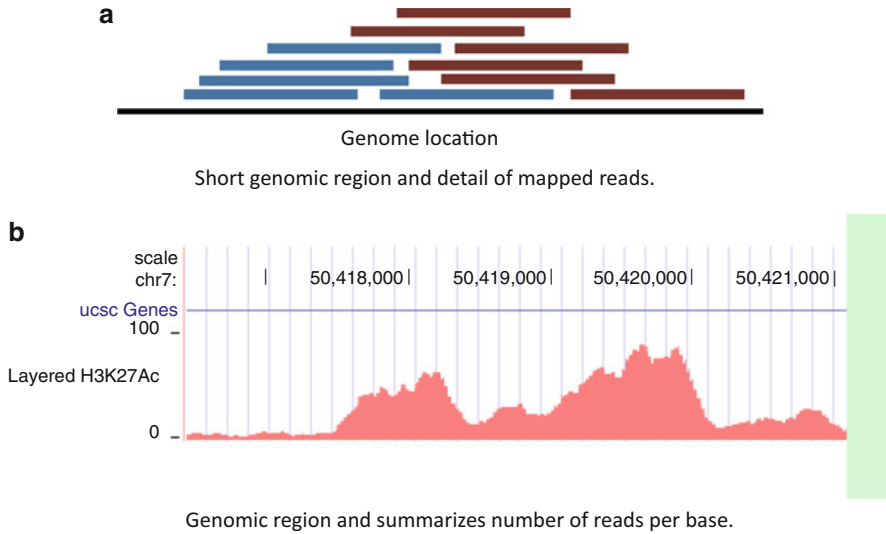 a
Genome location
Short genomic region and detail of mapped reads.
b
scale
chr7: | 50,418,000| 50,419,000| 50,420,000| 50,421,000|
ucsc Genes
100
Layered H3K27Ac
0
Genomic region and summarizes number of reads per base.